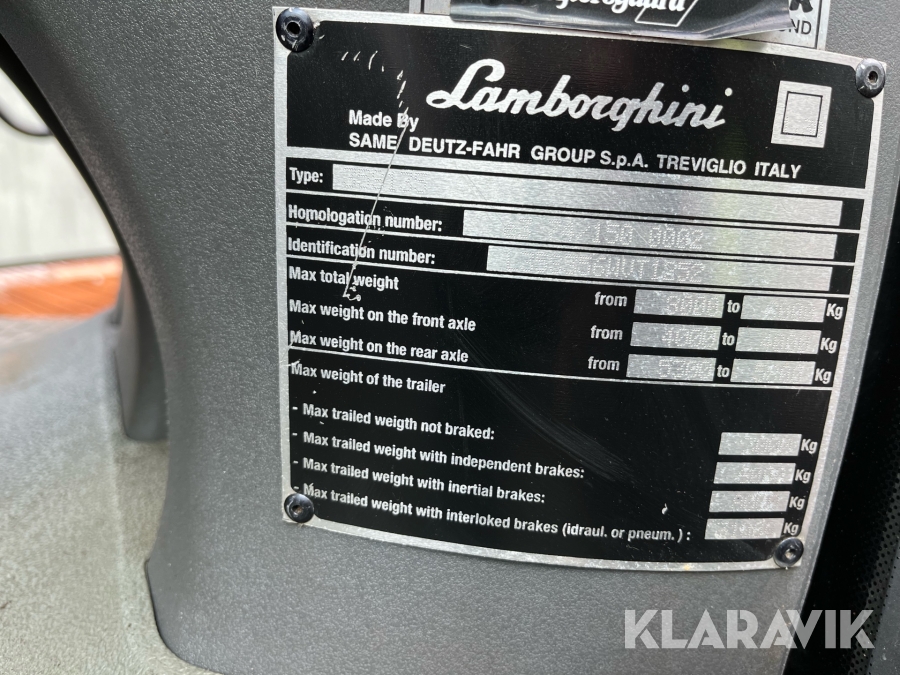 Lamborghini
Made By
SAME DEUTZ-FAHR GROUP S.p.A. TREVIGLIO ITALY
Type:
Homologation number:
150 0002
Identification number:
Max total weight from to Kg
Max weight on the front axle from to Kg
Max weight on the rear axle from to Kg
Max weight of the trailer
- Max trailed weigth not braked: Kg
- Max trailed weight with independent brakes: Kg
- Max trailed weight with inertial brakes: Kg
- Max trailed weight with interloked brakes (idraul. or pneum. ) : Kg
KLARAVIK